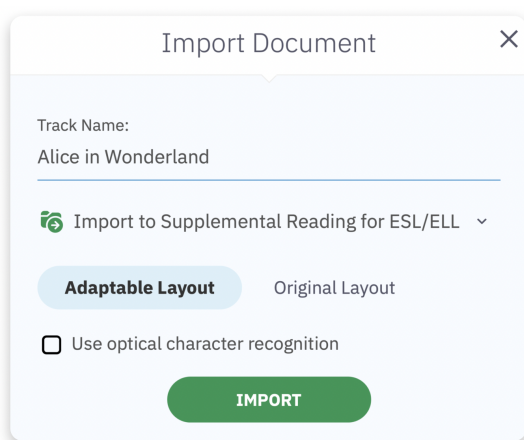 Import Document
Track Name:
Alice in Wonderland
Import to Supplemental Reading for ESL/ELL
Adaptable Layout Original Layout
Use optical character recognition
IMPORT